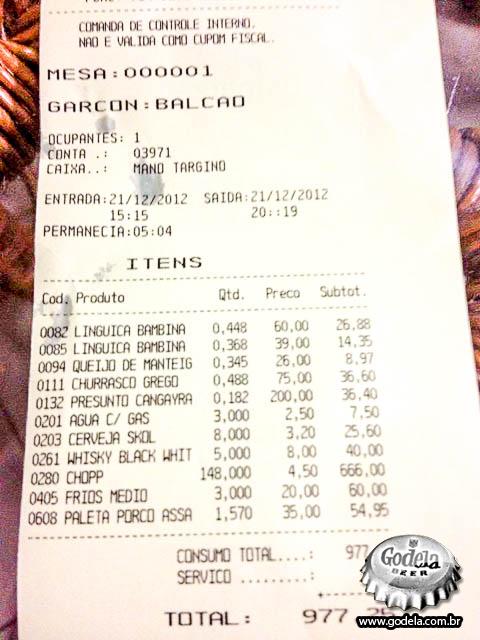 COMANDA DE CONTROLE INTERNO.
NAO E VALIDA COMO CUPOM FISCAL.
MESA:000001
GARCON:BALCAO
OCUPANTES: 1
CONTA .: 03971
CAIXA..: MANO TARGINO
ENTRADA:21/12/2012 SAIDA:21/12/2012
15:15 20::19
PERMANECIA:05:04
ITENS
Cod. Produto Qtd. Preco Subtot.
0082 LINGUICA BAMBINA 0,448 60,00 26,88
0085 LINGUICA BAMBINA 0,368 39,00 14,35
0094 QUEIJO DE MANTEIG 0,345 26,00 8,97
0111 CHURRASCO GREGO 0,488 75,00 36,60
0132 PRESUNTO CANGAYRA 0,182 200,00 36,40
0201 AGUA C/ GAS 3,000 2,50 7,50
0203 CERVEJA SKOL 8,000 3,20 25,60
0261 WHISKY BLACK WHIT 5,000 8,00 40,00
0280 CHOPP 148,000 4,50 666,00
0405 FRIOS MEDIO 3,000 20,00 60,00
0608 PALETA PORCO ASSA 1,570 35,00 54,95
CONSUMO TOTAL....: 977
SERVICO .........:
TOTAL: 977,25
Godela
BEER
www.godela.com.br